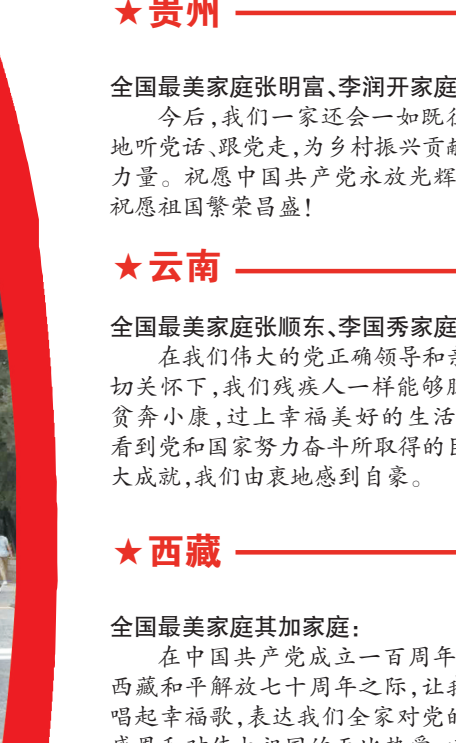 ★贵州
全国最美家庭张明富、李润开家庭
今后,我们一家还会一如既往
地听党话、跟党走,为乡村振兴贡献
力量。祝愿中国共产党永放光辉
祝愿祖国繁荣昌盛!
★云南
全国最美家庭张顺东、李国秀家庭
在我们伟大的党正确领导和亲
切关怀下,我们残疾人一样能够脱
贫奔小康,过上幸福美好的生活
看到党和国家努力奋斗所取得的巨
大成就,我们由衷地感到自豪。
★西藏
全国最美家庭其加家庭:
在中国共产党成立一百周年
西藏和平解放七十周年之际,让我
唱起幸福歌,表达我们全家对党的